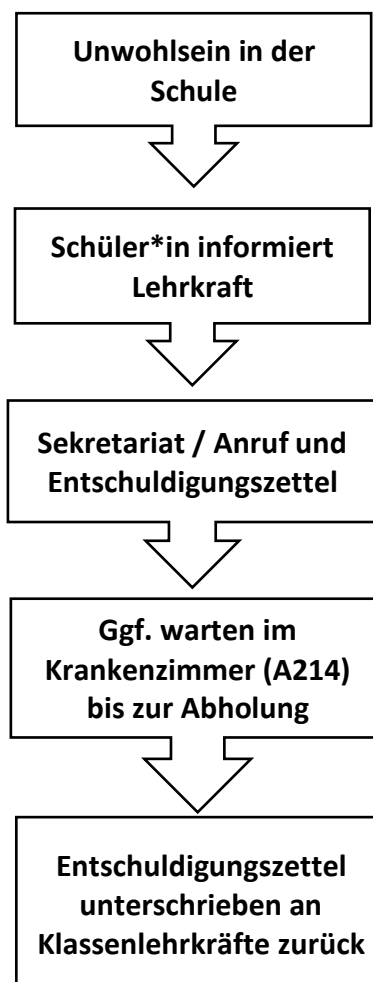 Unwohlsein in der
Schule
Schüler*in informiert
Lehrkraft
Sekretariat / Anruf und
Entschuldigungszettel
Ggf. warten im
Krankenzimmer (A214)
bis zur Abholung
Entschuldigungszettel
unterschrieben an
Klassenlehrkräfte zurück